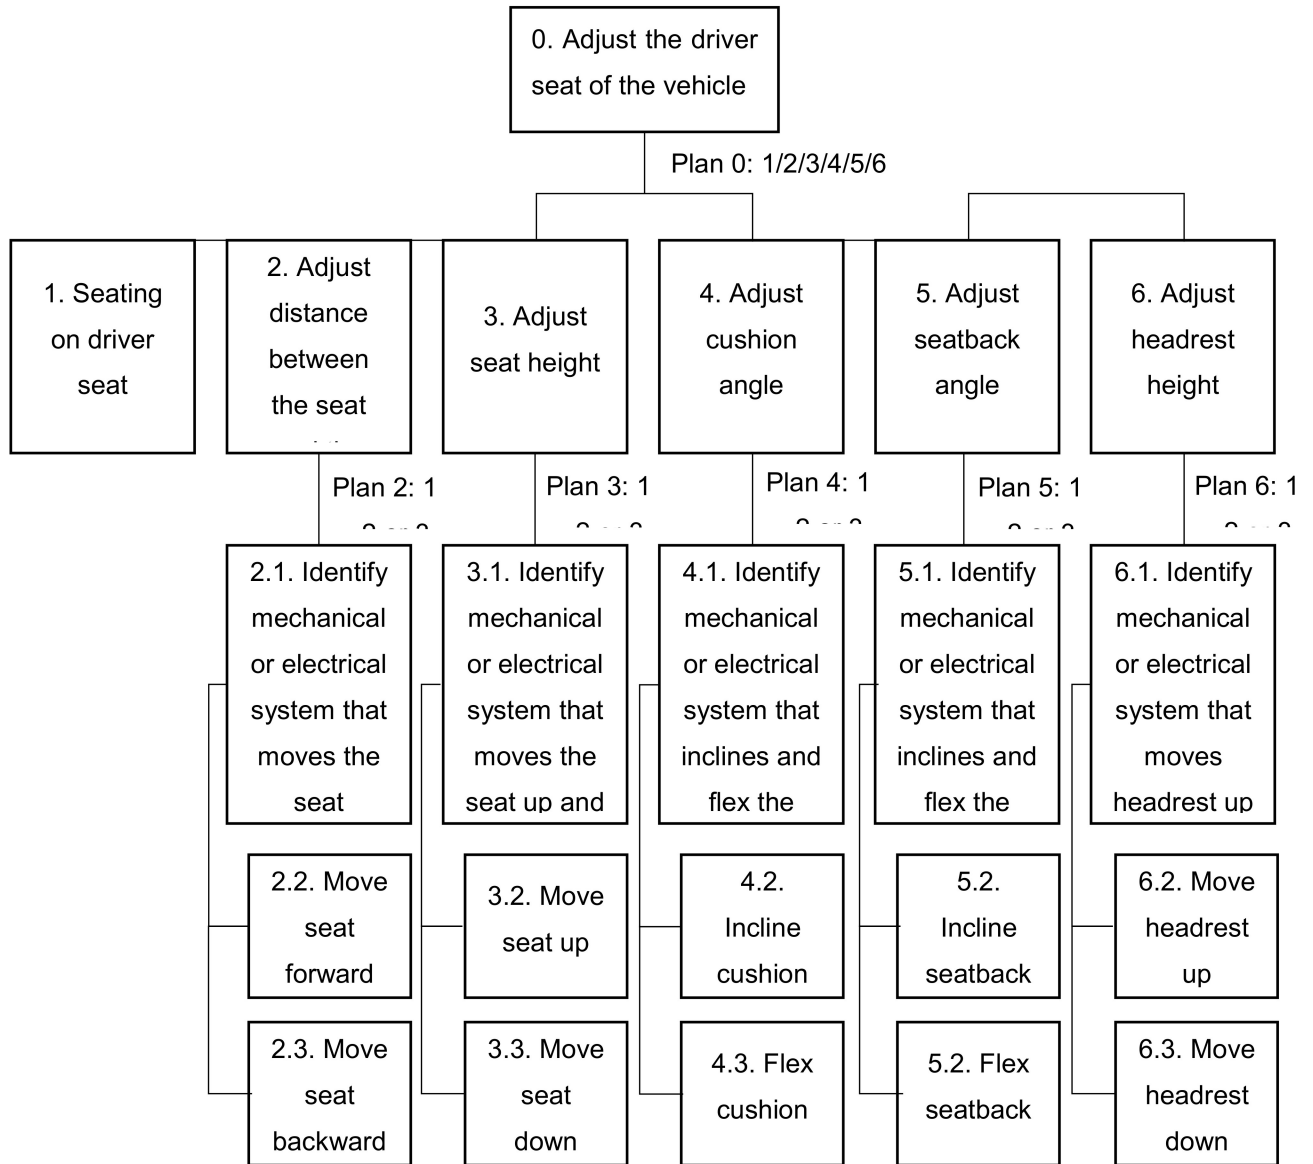 0. Adjust the driver
seat of the vehicle
Plan 0: 1/2/3/4/5/6
1. Seating
on driver
seat
2. Adjust
distance
between
the seat
3. Adjust
seat height
4. Adjust
cushion
angle
5. Adjust
seatback
angle
6. Adjust
headrest
height
Plan 2: 1
Plan 3: 1
Plan 4: 1
Plan 5: 1
Plan 6: 1
2.1. Identify
mechanical
or electrical
system that
moves the
seat
3.1. Identify
mechanical
or electrical
system that
moves the
seat up and
4.1. Identify
mechanical
or electrical
system that
inclines and
flex the
5.1. Identify
mechanical
or electrical
system that
inclines and
flex the
6.1. Identify
mechanical
or electrical
system that
moves
headrest up
2.2. Move
seat
forward
3.2. Move
seat up
4.2.
Incline
cushion
5.2.
Incline
seatback
6.2. Move
headrest
up
2.3. Move
seat
backward
3.3. Move
seat
down
4.3. Flex
cushion
5.2. Flex
seatback
6.3. Move
headrest
down